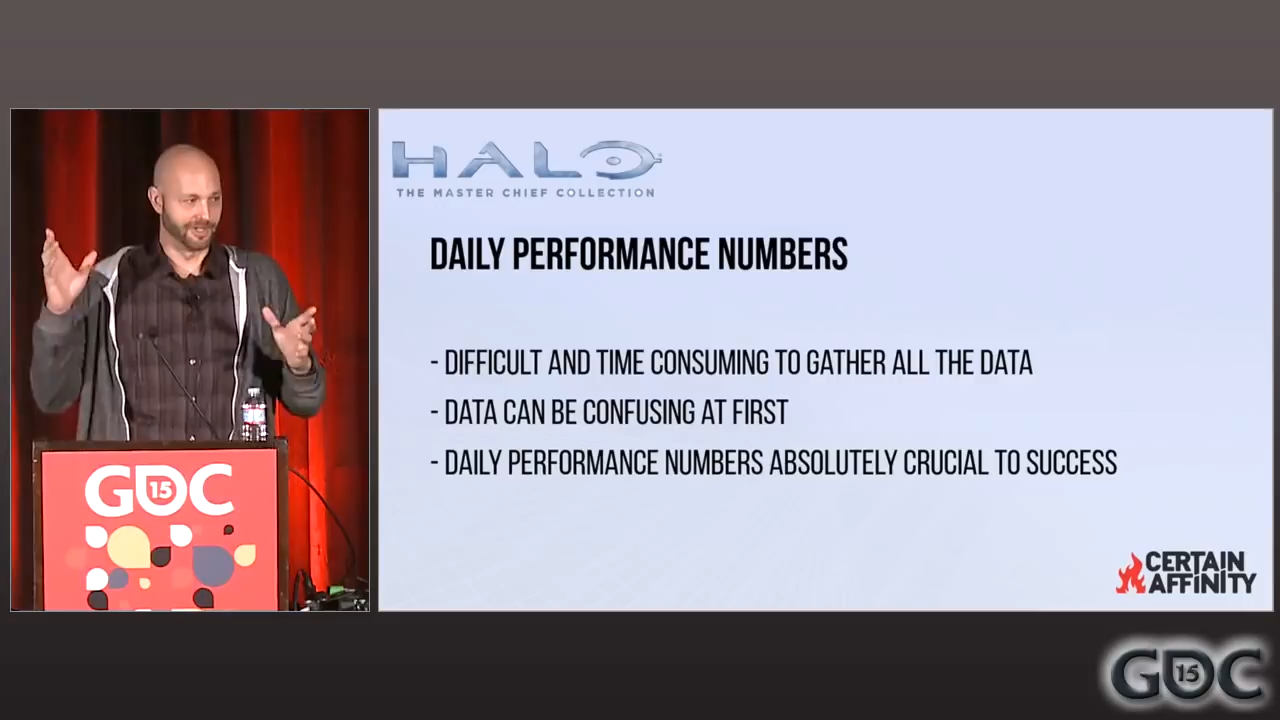 HALO
THE MASTER CHIEF COLLECTION
DAILY PERFORMANCE NUMBERS
- DIFFICULT AND TIME CONSUMING TO GATHER ALL THE DATA
- DATA CAN BE CONFUSING AT FIRST
- DAILY PERFORMANCE NUMBERS ABSOLUTELY CRUCIAL TO SUCCESS
CERTAIN
AFFINITY
GDC 15
GDC 15